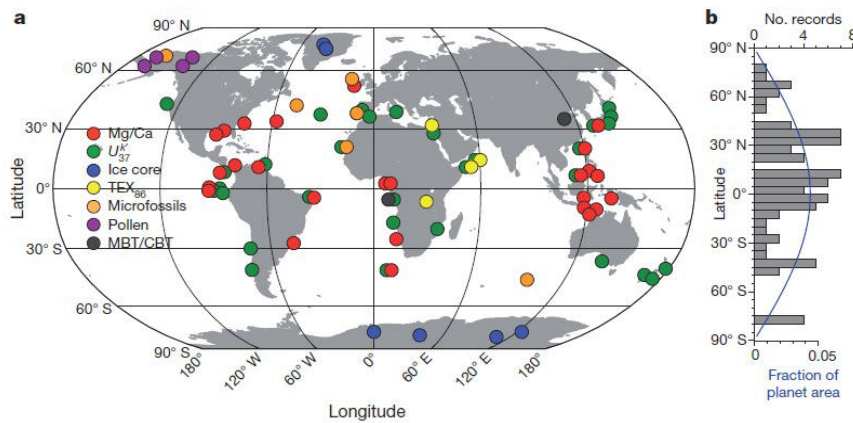 a
90° N
60° N
30° N
0°
30° S
60° S
90° S
Latitude
Mg/Ca
U37k′
Ice core
TEX86
Microfossils
Pollen
MBT/CBT
180°
120° W
60° W
0°
60° E
120° E
180°
Longitude
b
No. records
0 4 8
90° N
60° N
30° N
0°
30° S
60° S
90° S
Latitude
0 0.05
Fraction of
planet area